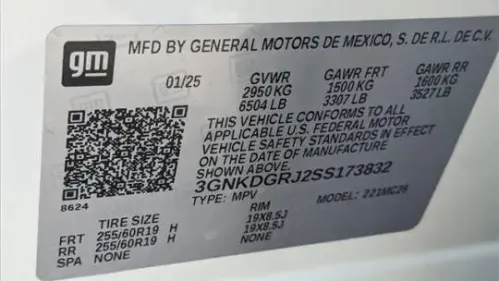 gm
MFD BY GENERAL MOTORS DE MEXICO, S. DE R.L. DE C.V.
01/25 GVWR GAWR FRT GAWR RR
2950 KG 1500 KG 1600 KG
6504 LB 3307 LB 3527 LB
THIS VEHICLE CONFORMS TO ALL
APPLICABLE U.S. FEDERAL MOTOR
VEHICLE SAFETY STANDARDS IN EFFECT
ON THE DATE OF MANUFACTURE
SHOWN ABOVE.
3GNKDGRJ2SS173832
8624 TYPE: MPV MODEL: 221MC26
TIRE SIZE RIM
FRT 255/60R19 H 19X8.5J
RR 255/60R19 H 19X8.5J
SPA NONE NONE